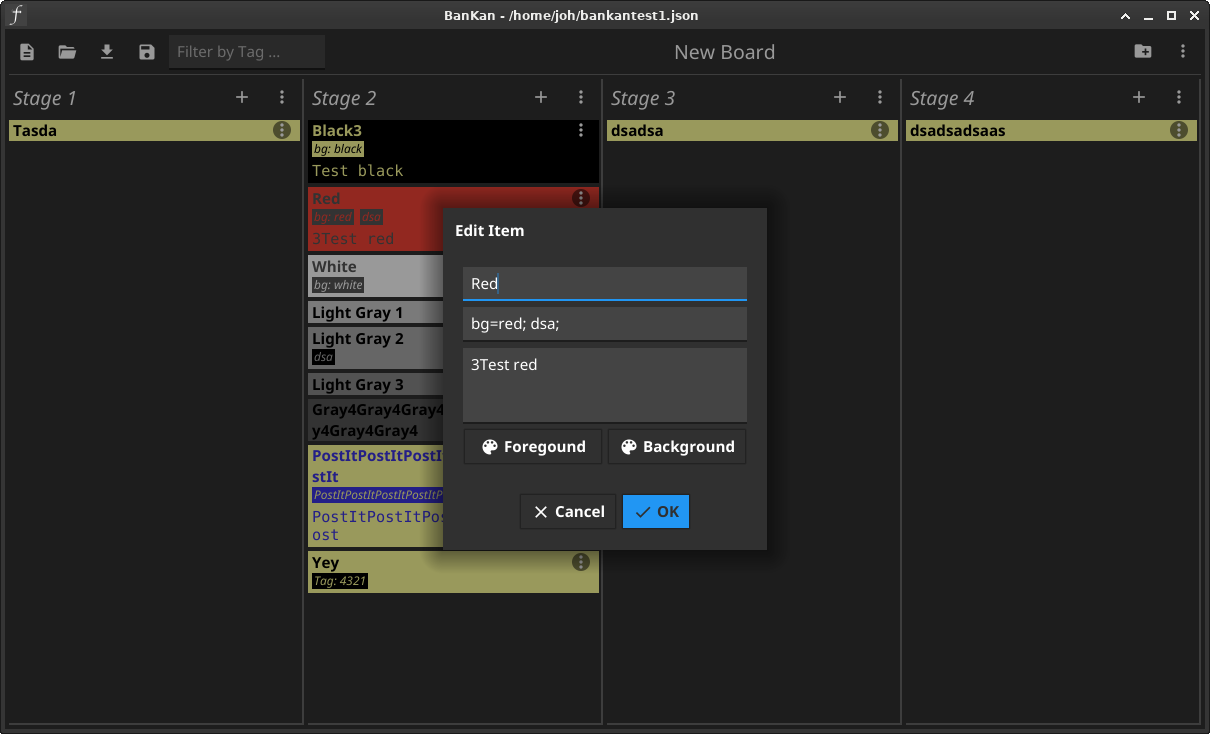 BanKan - /home/joh/bankantest1.json
Filter by Tag ...
New Board
Stage 1
Tasda
Stage 2
Black3
bg: black
Test black
Red
bg: red dsa
3Test red
White
bg: white
Light Gray 1
Light Gray 2
dsa
Light Gray 3
Gray4Gray4Gray4
y4Gray4Gray4
PostItPostItPostI
stIt
PostItPostItPostItPostItP
PostItPostItPos
ost
Yey
Tag: 4321
Stage 3
dsadsa
Stage 4
dsadsadsaas
Edit Item
Red
bg=red; dsa;
3Test red
Foregound
Background
Cancel
OK